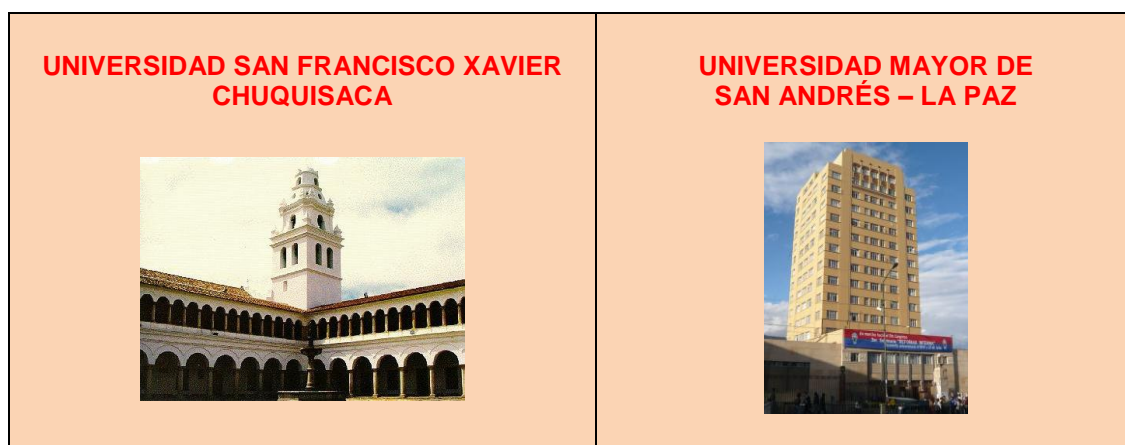 UNIVERSIDAD SAN FRANCISCO XAVIER
CHUQUISACA
UNIVERSIDAD MAYOR DE
SAN ANDRÉS – LA PAZ